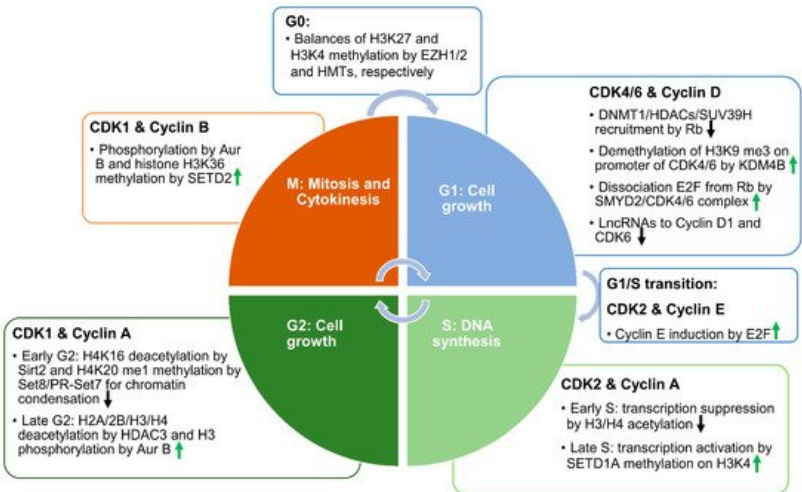 G0:
• Balances of H3K27 and
H3K4 methylation by EZH1/2
and HMTs, respectively
CDK4/6 & Cyclin D
• DNMT1/HDACs/SUV39H
recruitment by Rb ↓
• Demethylation of H3K9 me3 on
promoter of CDK4/6 by KDM4B ↑
• Dissociation E2F from Rb by
SMYD2/CDK4/6 complex ↑
• LncRNAs to Cyclin D1 and
CDK6 ↓
CDK1 & Cyclin B
• Phosphorylation by Aur
B and histone H3K36
methylation by SETD2 ↑
M: Mitosis and
Cytokinesis
G1: Cell
growth
G1/S transition:
CDK2 & Cyclin E
• Cyclin E induction by E2F ↑
G2: Cell
growth
S: DNA
synthesis
CDK1 & Cyclin A
• Early G2: H4K16 deacetylation by
Sirt2 and H4K20 me1 methylation by
Set8/PR-Set7 for chromatin
condensation ↓
• Late G2: H2A/2B/H3/H4
deacetylation by HDAC3 and H3
phosphorylation by Aur B ↑
CDK2 & Cyclin A
• Early S: transcription suppression
by H3/H4 acetylation ↓
• Late S: transcription activation by
SETD1A methylation on H3K4 ↑